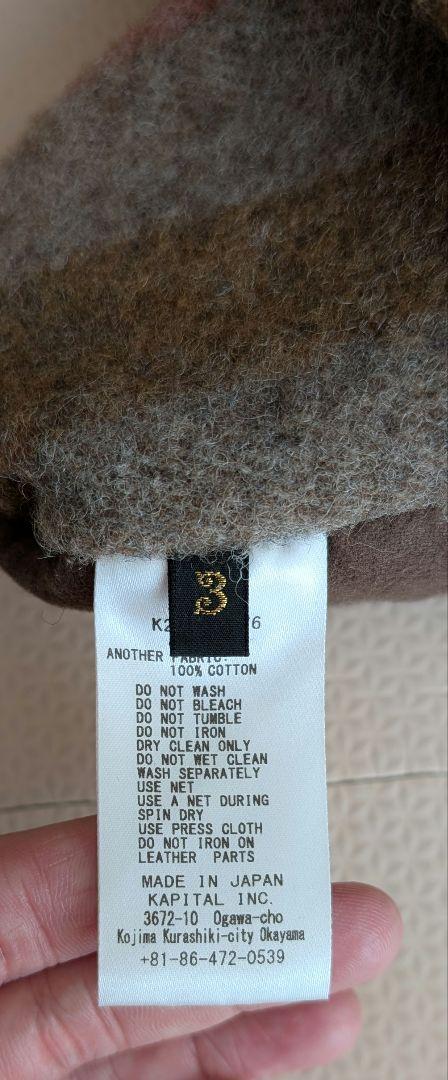 3
K2 6
ANOTHER FABRIC:
100% COTTON
DO NOT WASH
DO NOT BLEACH
DO NOT TUMBLE
DO NOT IRON
DRY CLEAN ONLY
DO NOT WET CLEAN
WASH SEPARATELY
USE NET
USE A NET DURING
SPIN DRY
USE PRESS CLOTH
DO NOT IRON ON
LEATHER PARTS
MADE IN JAPAN
KAPITAL INC.
3672-10 Ogawa-cho
Kojima Kurashiki-city Okayama
+81-86-472-0539